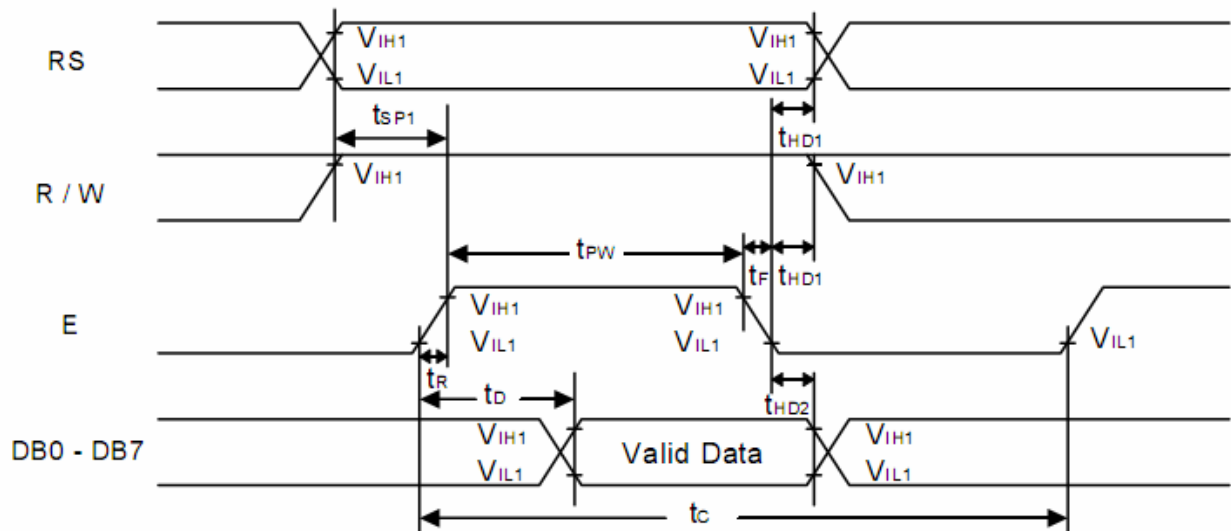 RS
VIH1
VIH1
VIL1
VIL1
tSP1
tHD1
R / W
VIH1
VIH1
tPW
tF
tHD1
E
VIH1
VIH1
VIL1
VIL1
VIL1
tR
tD
tHD2
DB0 - DB7
VIH1
Valid Data
VIH1
VIL1
VIL1
tC